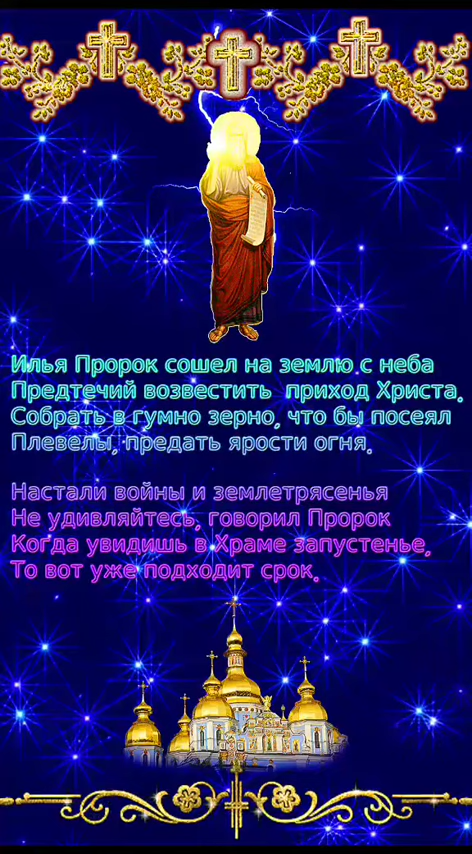 Илья Пророк сошел на землю с неба
Предтечий возвестить приход Христа.
Собрать в гумно зерно, что бы посеял
Плевелы, предать ярости огня.
Настали войны и землетрясенья
Не удивляйтесь, говорил Пророк
Когда увидишь в Храме запустенье,
То вот уже подходит срок.